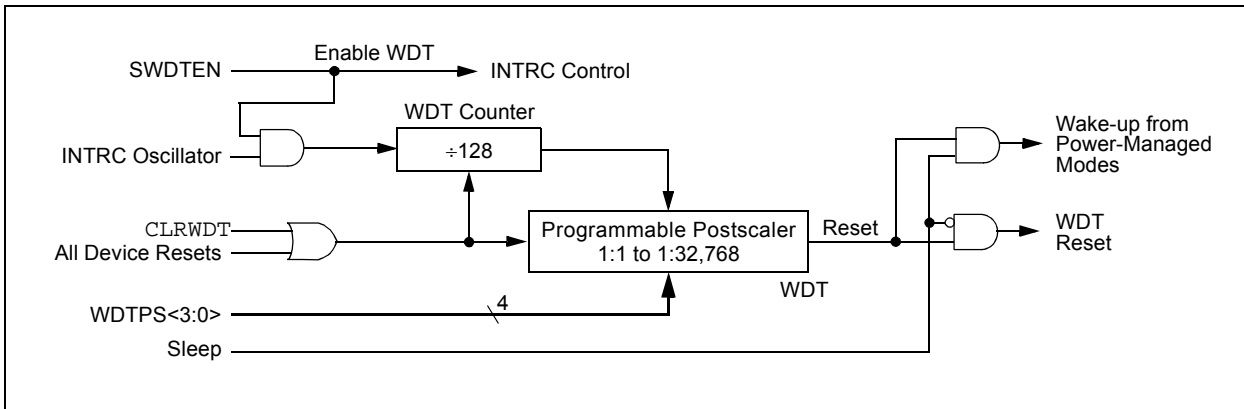 Enable WDT
SWDTEN
INTRC Control
WDT Counter
INTRC Oscillator
÷128
Wake-up from
Power-Managed
Modes
CLRWDT
All Device Resets
Programmable Postscaler
1:1 to 1:32,768
Reset
WDT
Reset
WDT
4
WDTPS<3:0>
Sleep